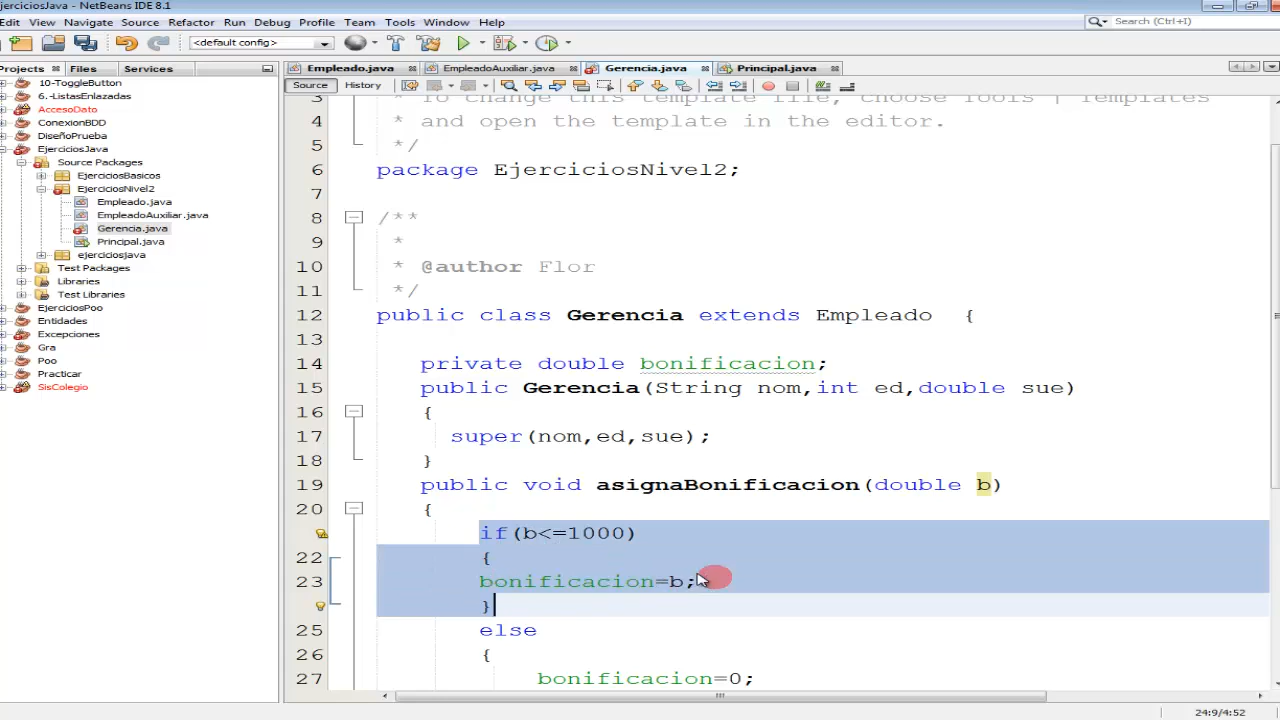 ejerciciosJava - NetBeans IDE 8.1
Edit View Navigate Source Refactor Run Debug Profile Team Tools Window Help
Search (Ctrl+I)
<default config>
Projects Files Services
10-ToggleButton
6.-ListasEnlazadas
AccesoDato
ConexionBDD
DiseñoPrueba
EjerciciosJava
Source Packages
EjerciciosBasicos
EjerciciosNivel2
Empleado.java
EmpleadoAuxiliar.java
Gerencia.java
Principal.java
ejerciciosjava
Test Packages
Libraries
Test Libraries
EjerciciosPoo
Entidades
Excepciones
Gra
Poo
Practicar
SisColegio
Empleado.java EmpleadoAuxiliar.java Gerencia.java Principal.java
Source History
3 * To change this template file, choose Tools | Templates
4 * and open the template in the editor.
5 */
6 package EjerciciosNivel2;
7
8 /**
9 *
10 * @author Flor
11 */
12 public class Gerencia extends Empleado {
13
14 private double bonificacion;
15 public Gerencia(String nom,int ed,double sue)
16 {
17 super(nom,ed,sue);
18 }
19 public void asignaBonificacion(double b)
20 {
if(b<=1000)
22 {
23 bonificacion=b;
}
25 else
26 {
27 bonificacion=0;
24:9/4:52